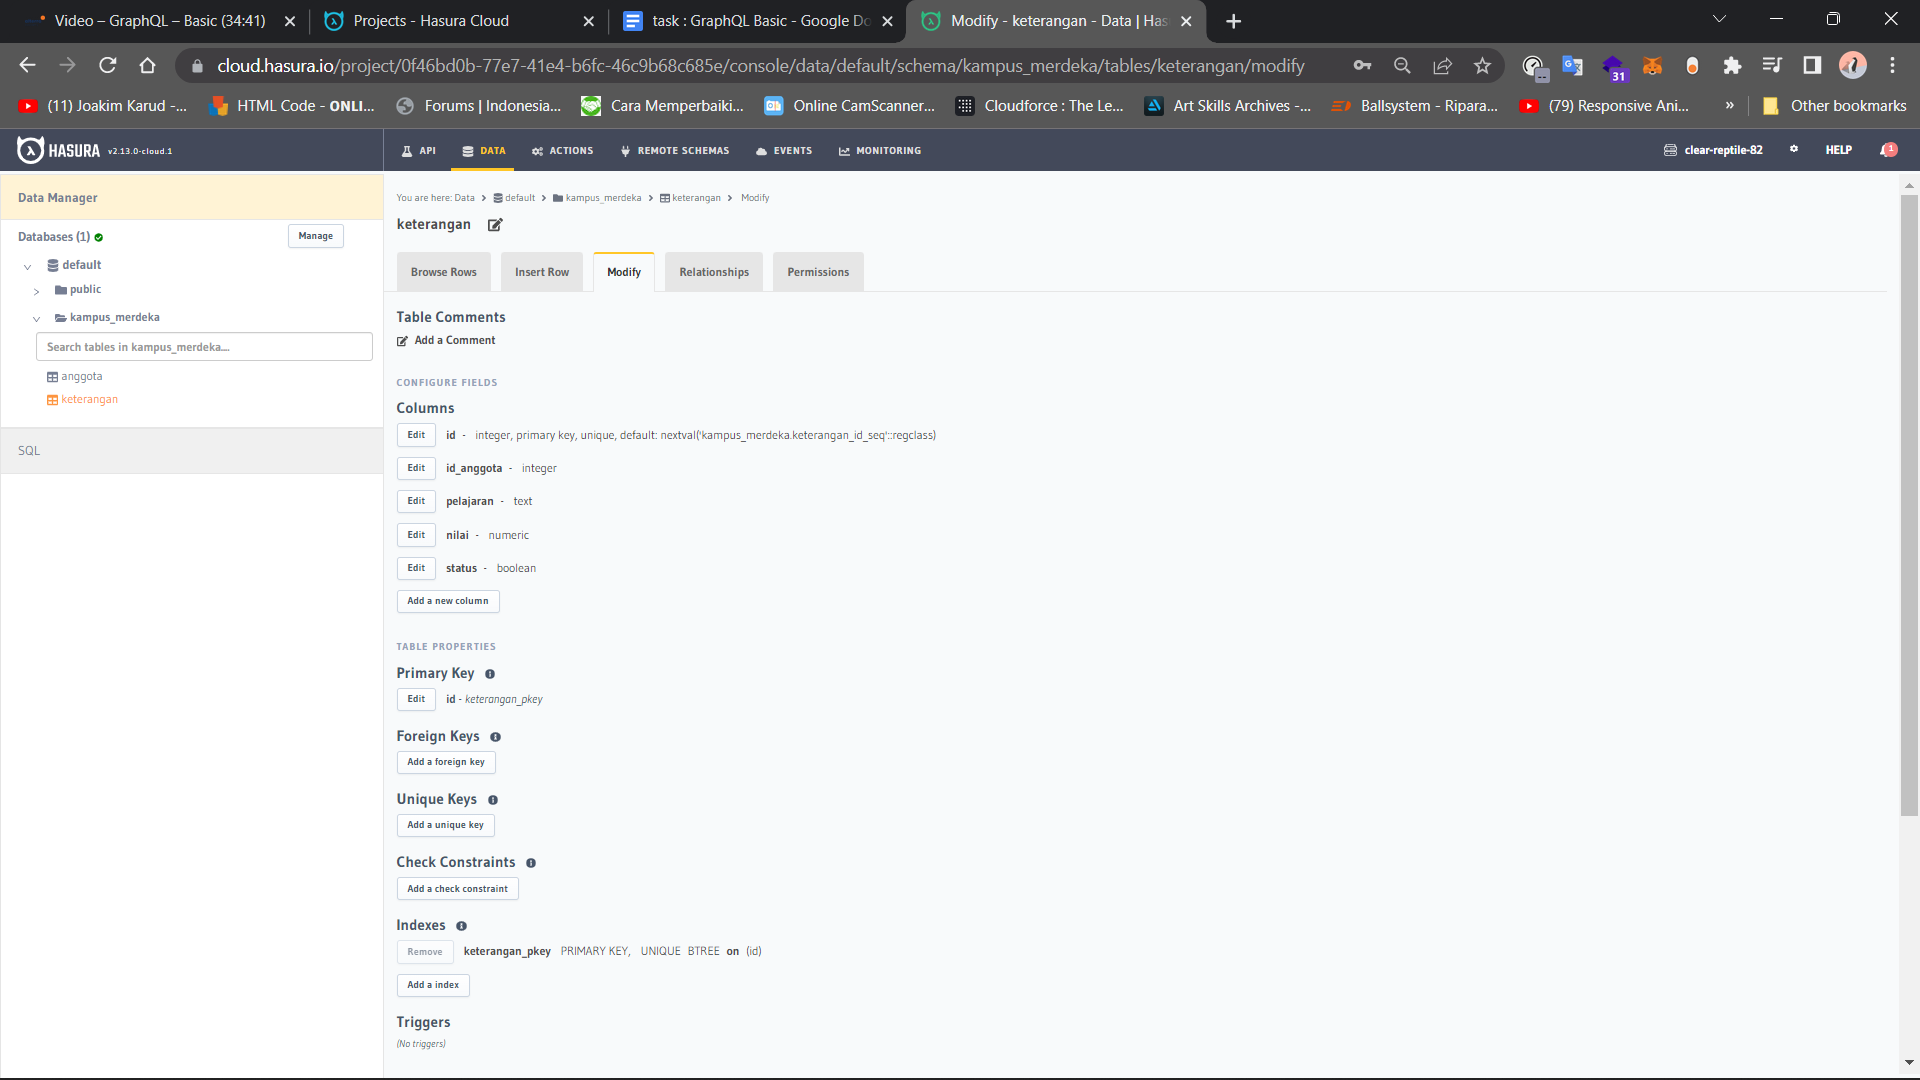 Video – GraphQL – Basic (34:41)
Projects - Hasura Cloud
task : GraphQL Basic - Google Do
Modify - keterangan - Data | Has
cloud.hasura.io/project/0f46bd0b-77e7-41e4-b6fc-46c9b68c685e/console/data/default/schema/kampus_merdeka/tables/keterangan/modify
31
(11) Joakim Karud -...
HTML Code - ONLI...
Forums | Indonesia...
Cara Memperbaiki...
Online CamScanner...
Cloudforce : The Le...
Art Skills Archives -...
Ballsystem - Ripara...
(79) Responsive Ani...
»
Other bookmarks
HASURA v2.13.0-cloud.1
API
DATA
ACTIONS
REMOTE SCHEMAS
EVENTS
MONITORING
clear-reptile-82
HELP
1
Data Manager
Databases (1)
Manage
default
public
kampus_merdeka
Search tables in kampus_merdeka...
anggota
keterangan
SQL
You are here: Data > default > kampus_merdeka > keterangan > Modify
keterangan
Browse Rows
Insert Row
Modify
Relationships
Permissions
Table Comments
Add a Comment
CONFIGURE FIELDS
Columns
Edit id - integer, primary key, unique, default: nextval('kampus_merdeka.keterangan_id_seq'::regclass)
Edit id_anggota - integer
Edit pelajaran - text
Edit nilai - numeric
Edit status - boolean
Add a new column
TABLE PROPERTIES
Primary Key
Edit id - keterangan_pkey
Foreign Keys
Add a foreign key
Unique Keys
Add a unique key
Check Constraints
Add a check constraint
Indexes
Remove keterangan_pkey PRIMARY KEY, UNIQUE BTREE on (id)
Add a index
Triggers
(No triggers)